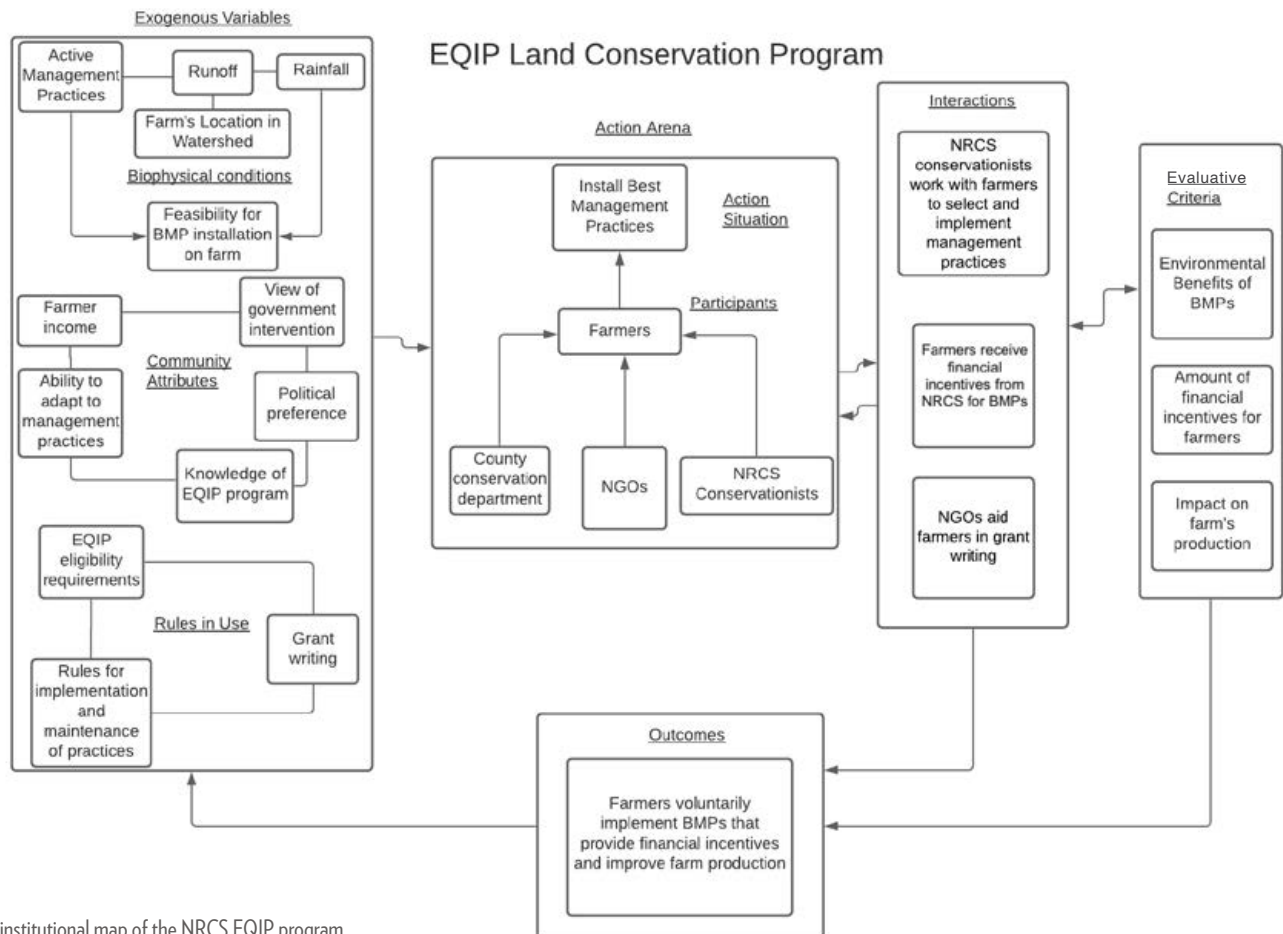 Exogenous Variables
EQIP Land Conservation Program
Active
Management
Practices
Runoff
Rainfall
Farm's Location in
Watershed
Biophysical conditions
Feasibility for
BMP installation
on farm
Farmer
income
View of
government
intervention
Community
Attributes
Ability to
adapt to
management
practices
Political
preference
Knowledge of
EQIP program
EQIP
eligibility
requirements
Rules in Use
Grant
writing
Rules for
implementation
and
maintenance
of practices
Action Arena
Install Best
Management
Practices
Action
Situation
Participants
Farmers
County
conservation
department
NGOs
NRCS
Conservationists
Interactions
NRCS
conservationists
work with farmers
to select and
implement
management
practices
Farmers receive
financial
incentives from
NRCS for BMPs
NGOs aid
farmers in grant
writing
Evaluative
Criteria
Environmental
Benefits of
BMPs
Amount of
financial
incentives for
farmers
Impact on
farm's
production
Outcomes
Farmers voluntarily
implement BMPs that
provide financial incentives
and improve farm production
institutional map of the NRCS EQIP program